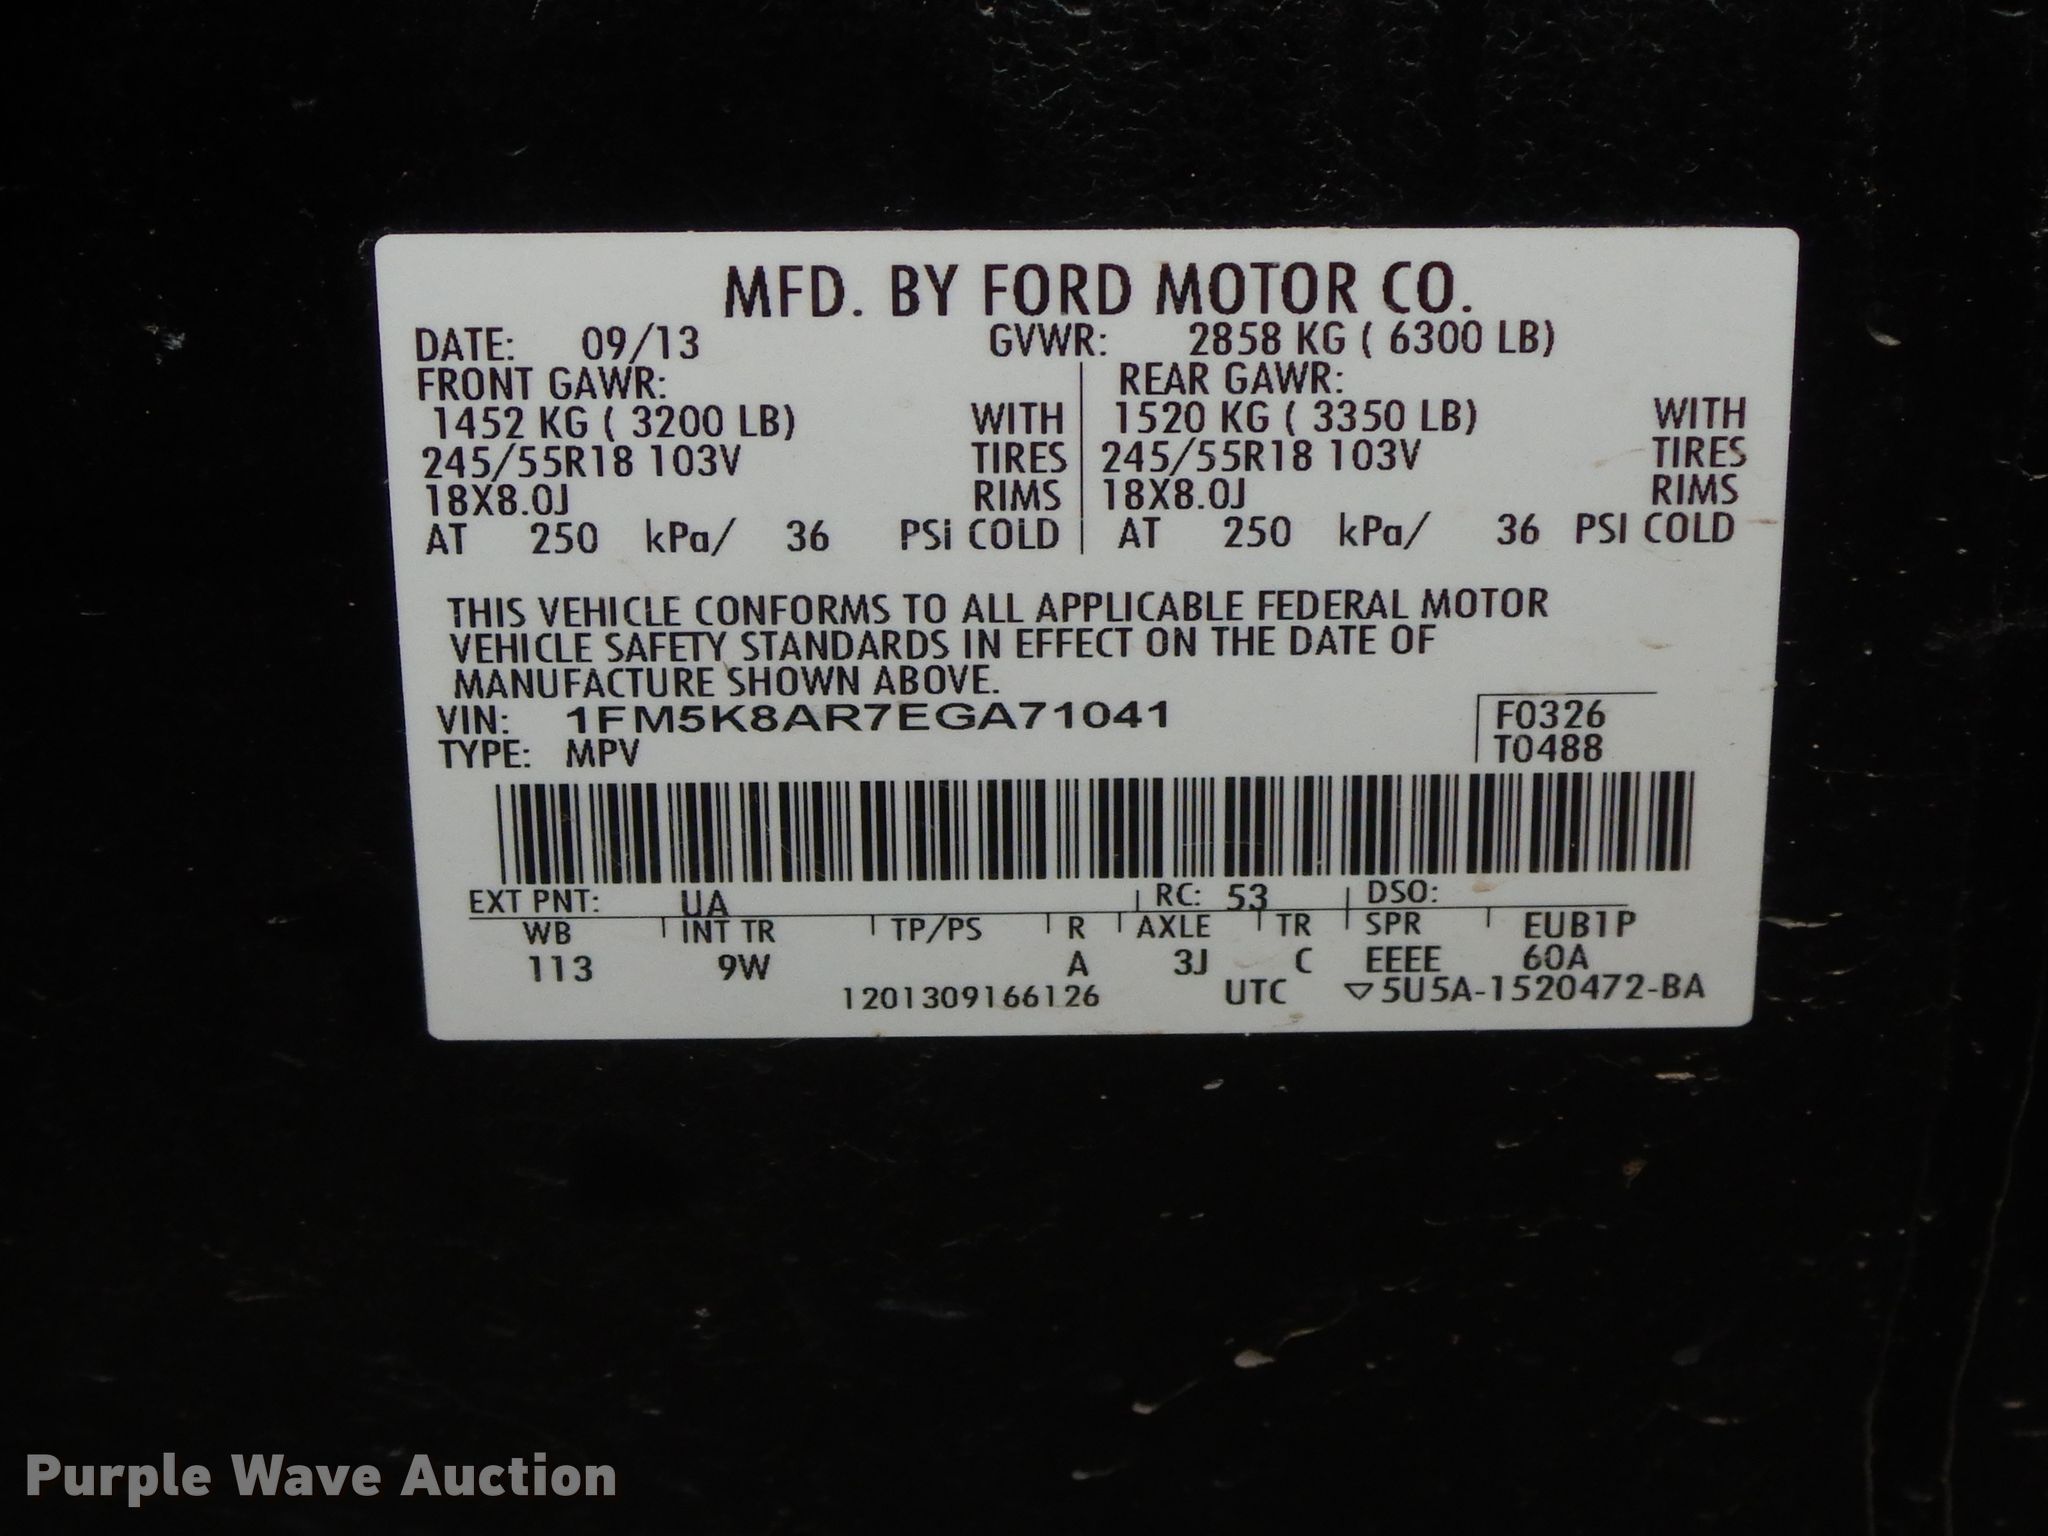 MFD. BY FORD MOTOR CO.
DATE: 09/13 GVWR: 2858 KG ( 6300 LB)
FRONT GAWR: REAR GAWR:
1452 KG ( 3200 LB) WITH 1520 KG ( 3350 LB) WITH
245/55R18 103V TIRES 245/55R18 103V TIRES
18X8.0J RIMS 18X8.0J RIMS
AT 250 kPa/ 36 PSi COLD AT 250 kPa/ 36 PSI COLD
THIS VEHICLE CONFORMS TO ALL APPLICABLE FEDERAL MOTOR
VEHICLE SAFETY STANDARDS IN EFFECT ON THE DATE OF
MANUFACTURE SHOWN ABOVE.
VIN: 1FM5K8AR7EGA71041 F0326
TYPE: MPV T0488
EXT PNT: UA RC: 53 DSO:
WB INT TR TP/PS R AXLE TR SPR EUB1P
113 9W A 3J C EEEE 60A
1201309166126 UTC ▽5U5A-1520472-BA
Purple Wave Auction